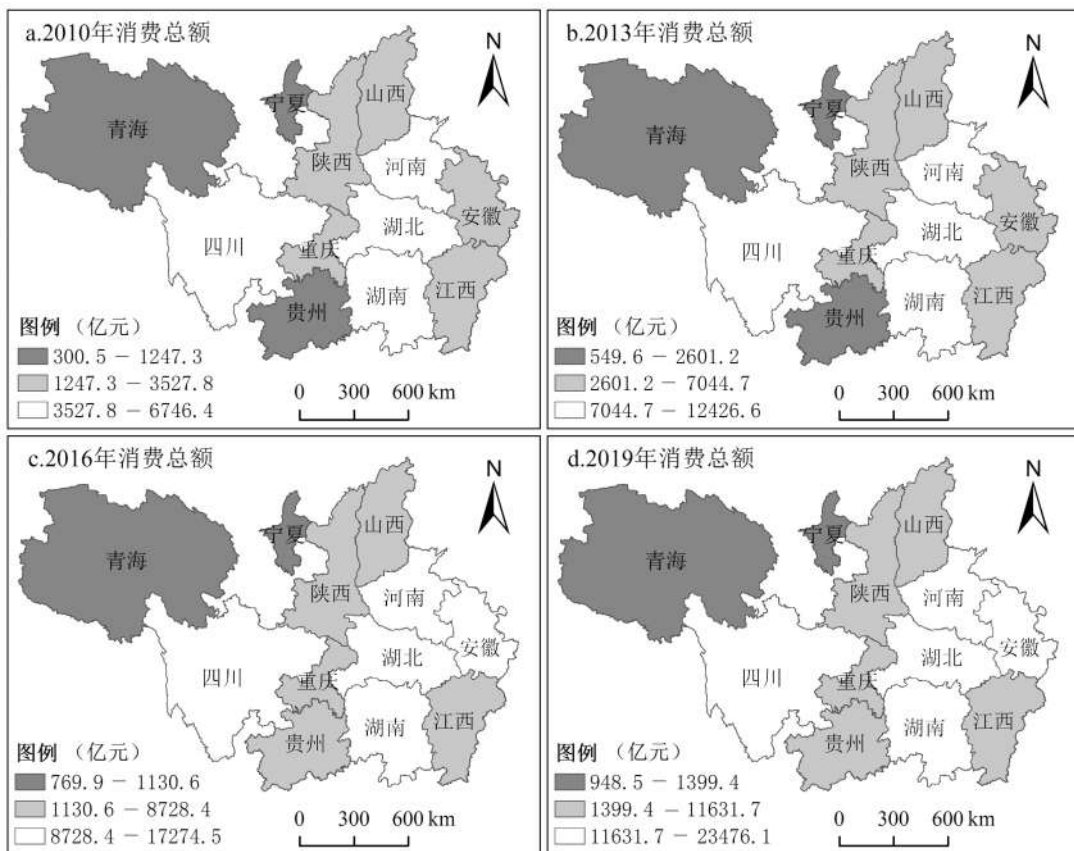 a.2010年消费总额
N
青海
宁夏
山西
陕西
河南
安徽
四川
重庆
湖北
贵州
湖南
江西
图例 (亿元)
300.5 - 1247.3
1247.3 - 3527.8
3527.8 - 6746.4
0 300 600 km
b.2013年消费总额
N
青海
宁夏
山西
陕西
河南
安徽
四川
重庆
湖北
贵州
湖南
江西
图例 (亿元)
549.6 - 2601.2
2601.2 - 7044.7
7044.7 - 12426.6
0 300 600 km
c.2016年消费总额
N
青海
宁夏
山西
陕西
河南
安徽
四川
重庆
湖北
贵州
湖南
江西
图例 (亿元)
769.9 - 1130.6
1130.6 - 8728.4
8728.4 - 17274.5
0 300 600 km
d.2019年消费总额
N
青海
宁夏
山西
陕西
河南
安徽
四川
重庆
湖北
贵州
湖南
江西
图例 (亿元)
948.5 - 1399.4
1399.4 - 11631.7
11631.7 - 23476.1
0 300 600 km